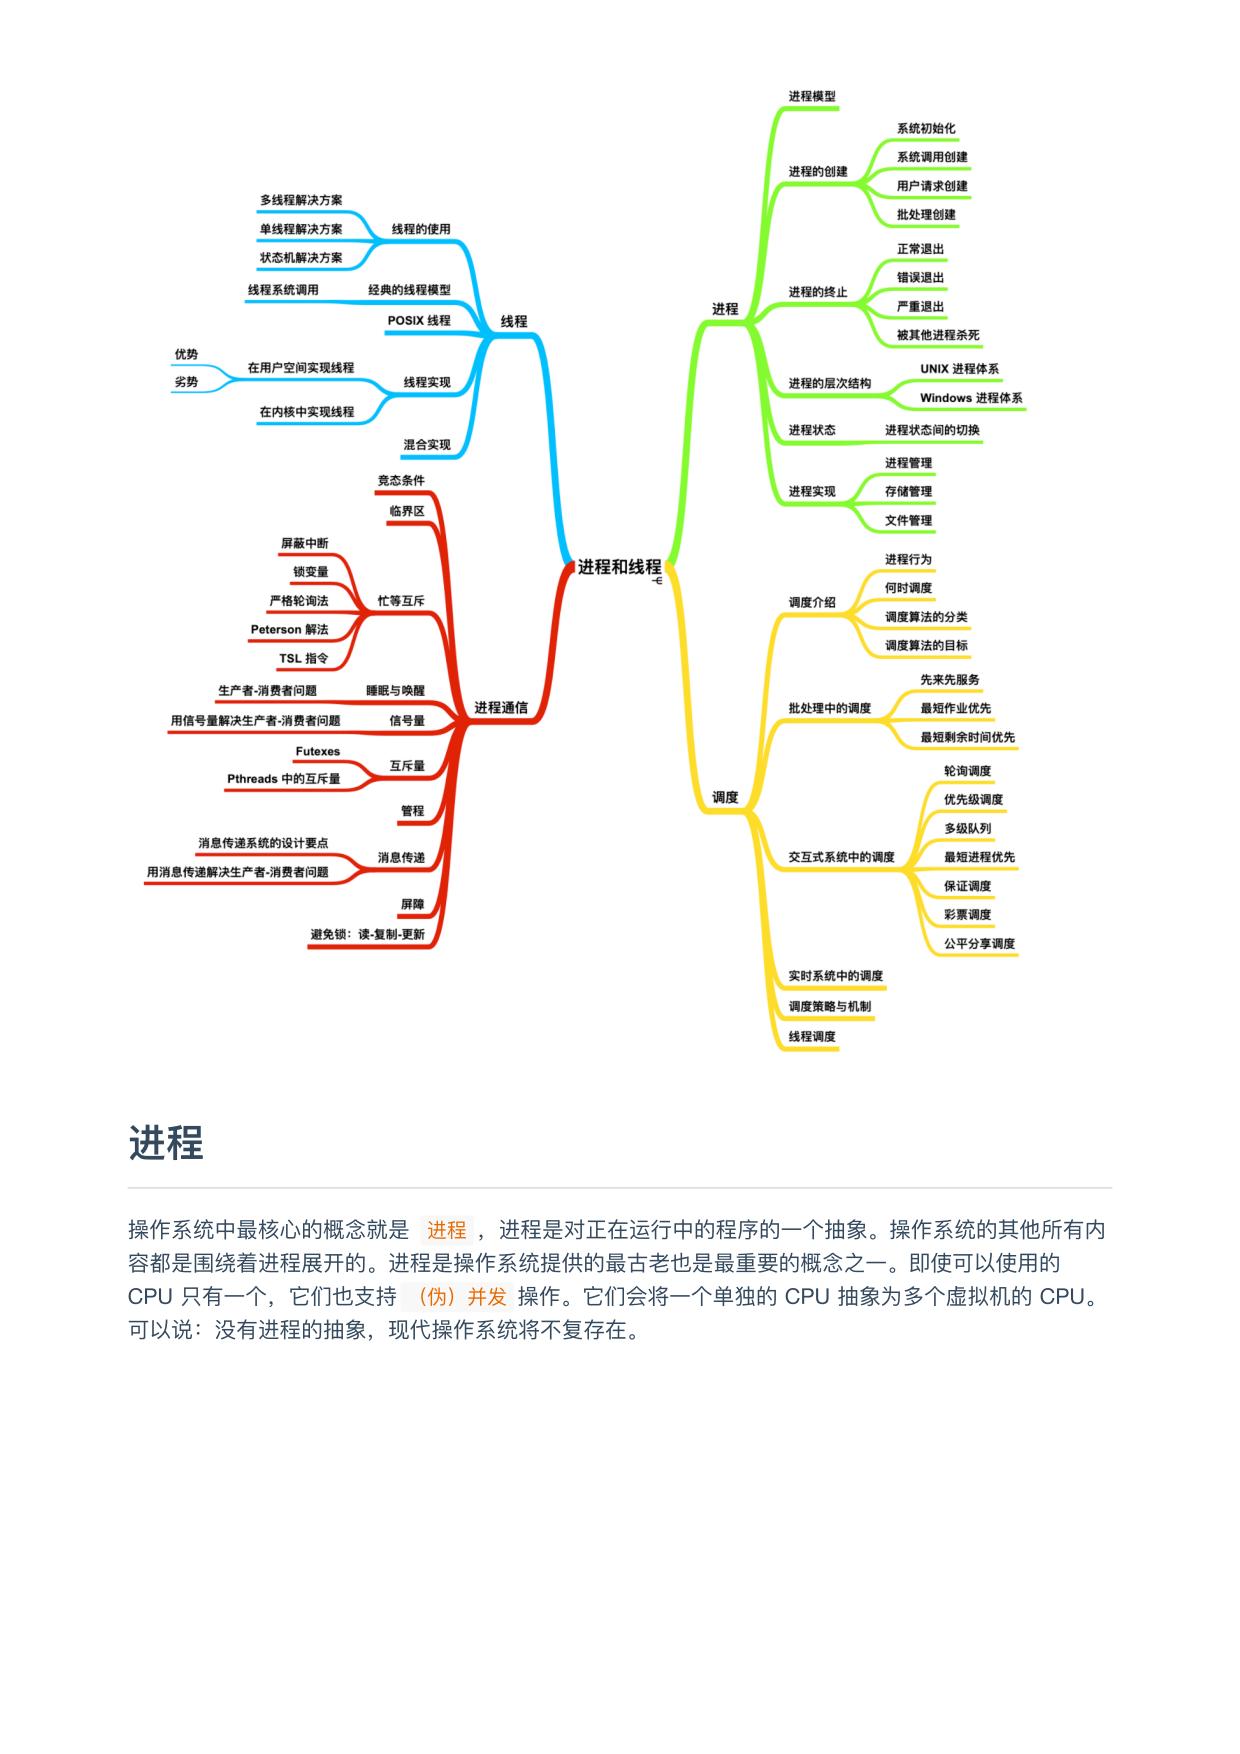 进程和线程
进程
进程模型
进程的创建
系统初始化
系统调用创建
用户请求创建
批处理创建
进程的终止
正常退出
错误退出
严重退出
被其他进程杀死
进程的层次结构
UNIX 进程体系
Windows 进程体系
进程状态
进程状态间的切换
进程实现
进程管理
存储管理
文件管理
调度
调度介绍
进程行为
何时调度
调度算法的分类
调度算法的目标
批处理中的调度
先来先服务
最短作业优先
最短剩余时间优先
交互式系统中的调度
轮询调度
优先级调度
多级队列
最短进程优先
保证调度
彩票调度
公平分享调度
实时系统中的调度
调度策略与机制
线程调度
线程
线程的使用
多线程解决方案
单线程解决方案
状态机解决方案
经典的线程模型
线程系统调用
POSIX 线程
线程实现
在用户空间实现线程
优势
劣势
在内核中实现线程
混合实现
进程通信
竞态条件
临界区
忙等互斥
屏蔽中断
锁变量
严格轮询法
Peterson 解法
TSL 指令
睡眠与唤醒
生产者-消费者问题
信号量
用信号量解决生产者-消费者问题
互斥量
Futexes
Pthreads 中的互斥量
管程
消息传递
消息传递系统的设计要点
用消息传递解决生产者-消费者问题
屏障
避免锁：读-复制-更新
进程
操作系统中最核心的概念就是 进程 ，进程是对正在运行中的程序的一个抽象。操作系统的其他所有内
容都是围绕着进程展开的。进程是操作系统提供的最古老也是最重要的概念之一。即使可以使用的
CPU 只有一个，它们也支持 （伪）并发 操作。它们会将一个单独的 CPU 抽象为多个虚拟机的 CPU。
可以说：没有进程的抽象，现代操作系统将不复存在。